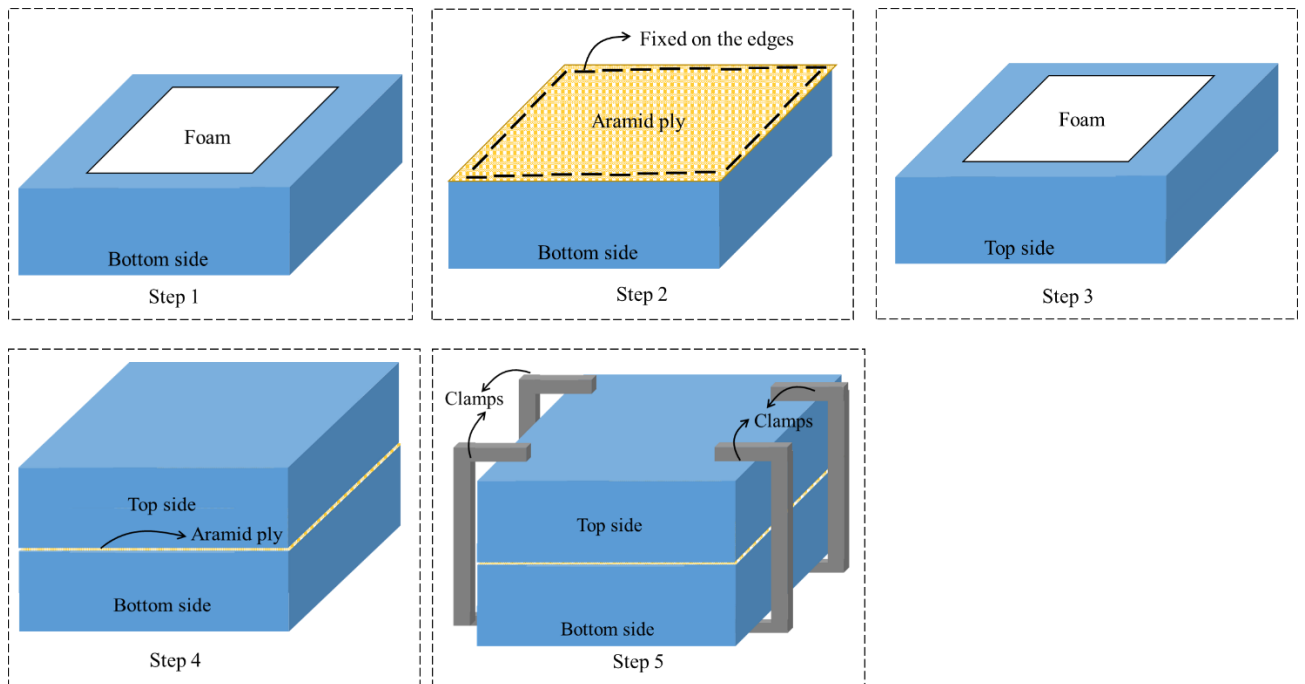 Foam
Bottom side
Step 1
Fixed on the edges
Aramid ply
Bottom side
Step 2
Foam
Top side
Step 3
Top side
Aramid ply
Bottom side
Step 4
Clamps
Clamps
Top side
Bottom side
Step 5